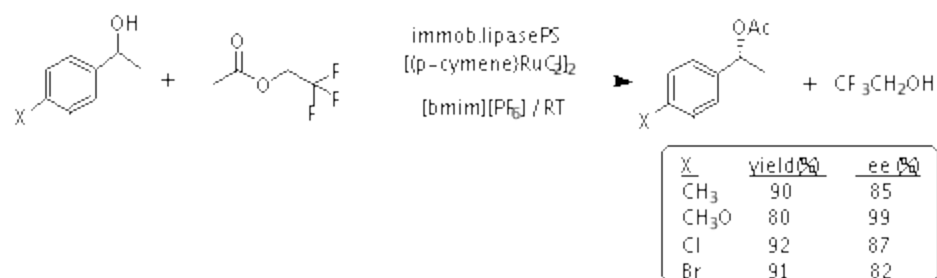 OH
OAc
immob.lipasePS
O
[(p-cymene)RuCl2]2
+
O
F
F
F
+
CF3CH2OH
X
[bmim][PF6] / RT
X
X yield(%) ee (%)
CH3 90 85
CH3O 80 99
Cl 92 87
Br 91 82